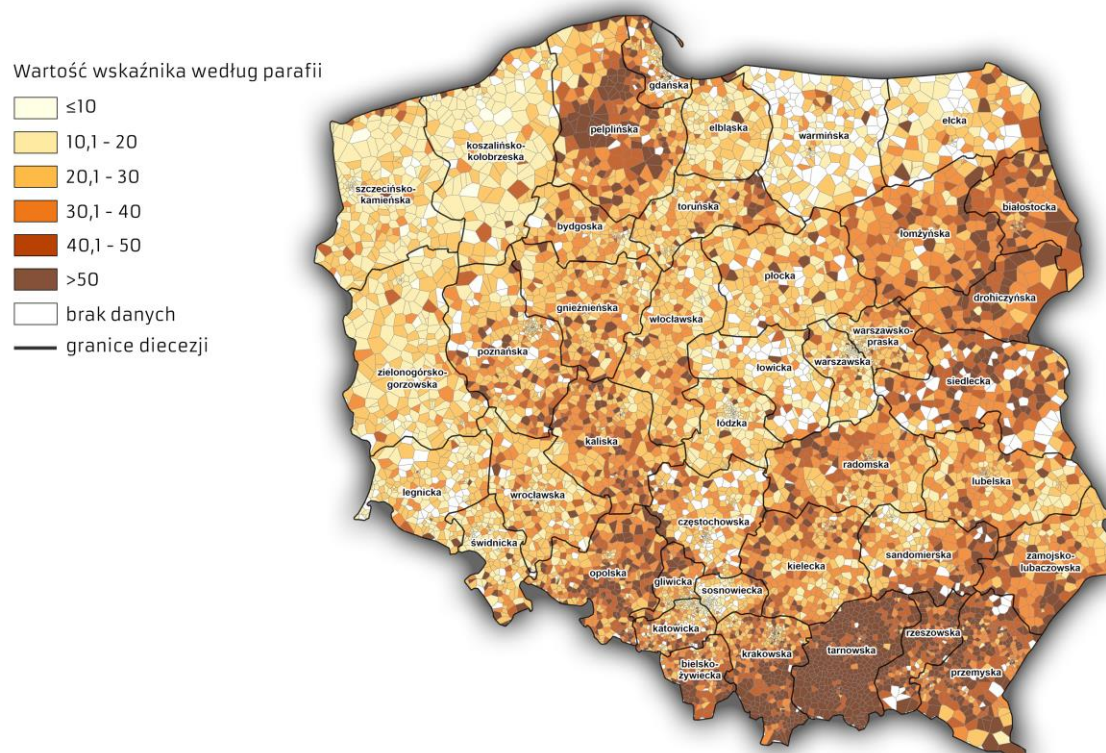 Wartość wskaźnika według parafii
≤10
10,1 - 20
20,1 - 30
30,1 - 40
40,1 - 50
>50
brak danych
granice diecezji
gdańska
pelplińska
elbląska
warmińska
ełcka
koszalińsko-
kołobrzeska
szczecińsko-
kamieńska
białostocka
toruńska
łomżyńska
bydgoska
płocka
drohiczyńska
gnieźnieńska
włocławska
warszawsko-
praska
poznańska
warszawska
łowicka
siedlecka
zielonogórsko-
gorzowska
łódzka
kaliska
radomska
lubelska
legnicka
wrocławska
częstochowska
świdnicka
sandomierska
zamojsko-
lubaczowska
kielecka
opolska
gliwicka
sosnowiecka
katowicka
rzeszowska
krakowska
tarnowska
bielsko-
żywiecka
przemyska